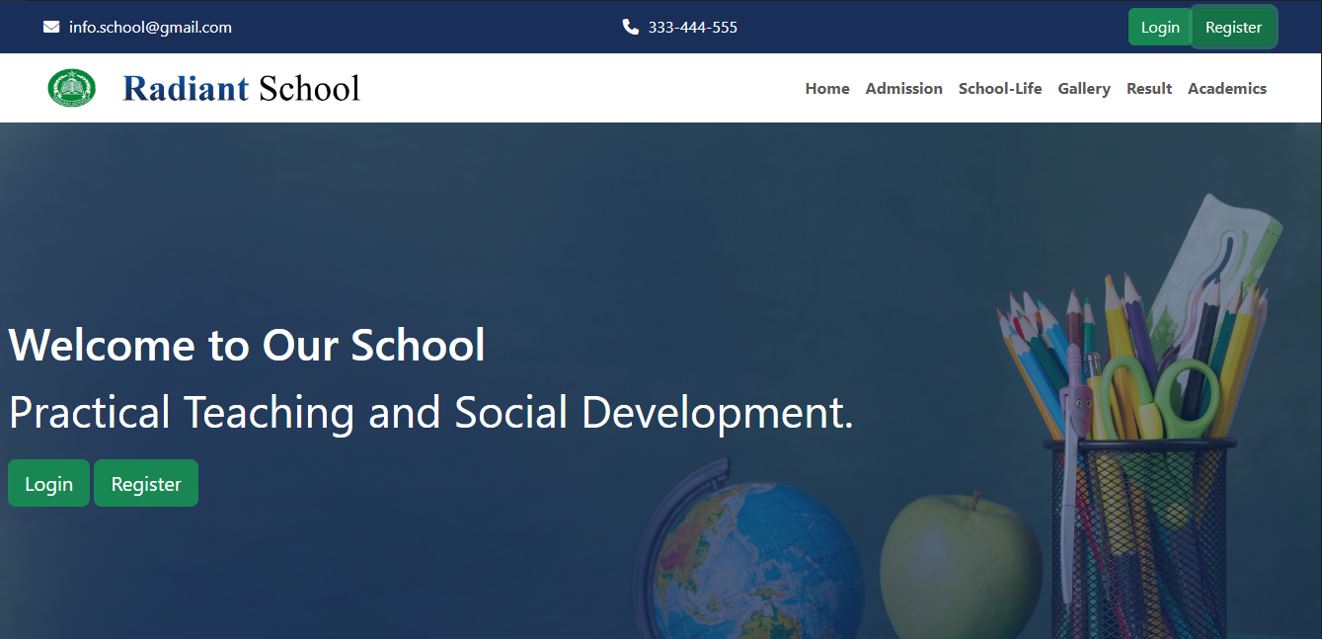 info.school@gmail.com 333-444-555 Login Register
Radiant School Home Admission School-Life Gallery Result Academics
Welcome to Our School
Practical Teaching and Social Development.
Login Register